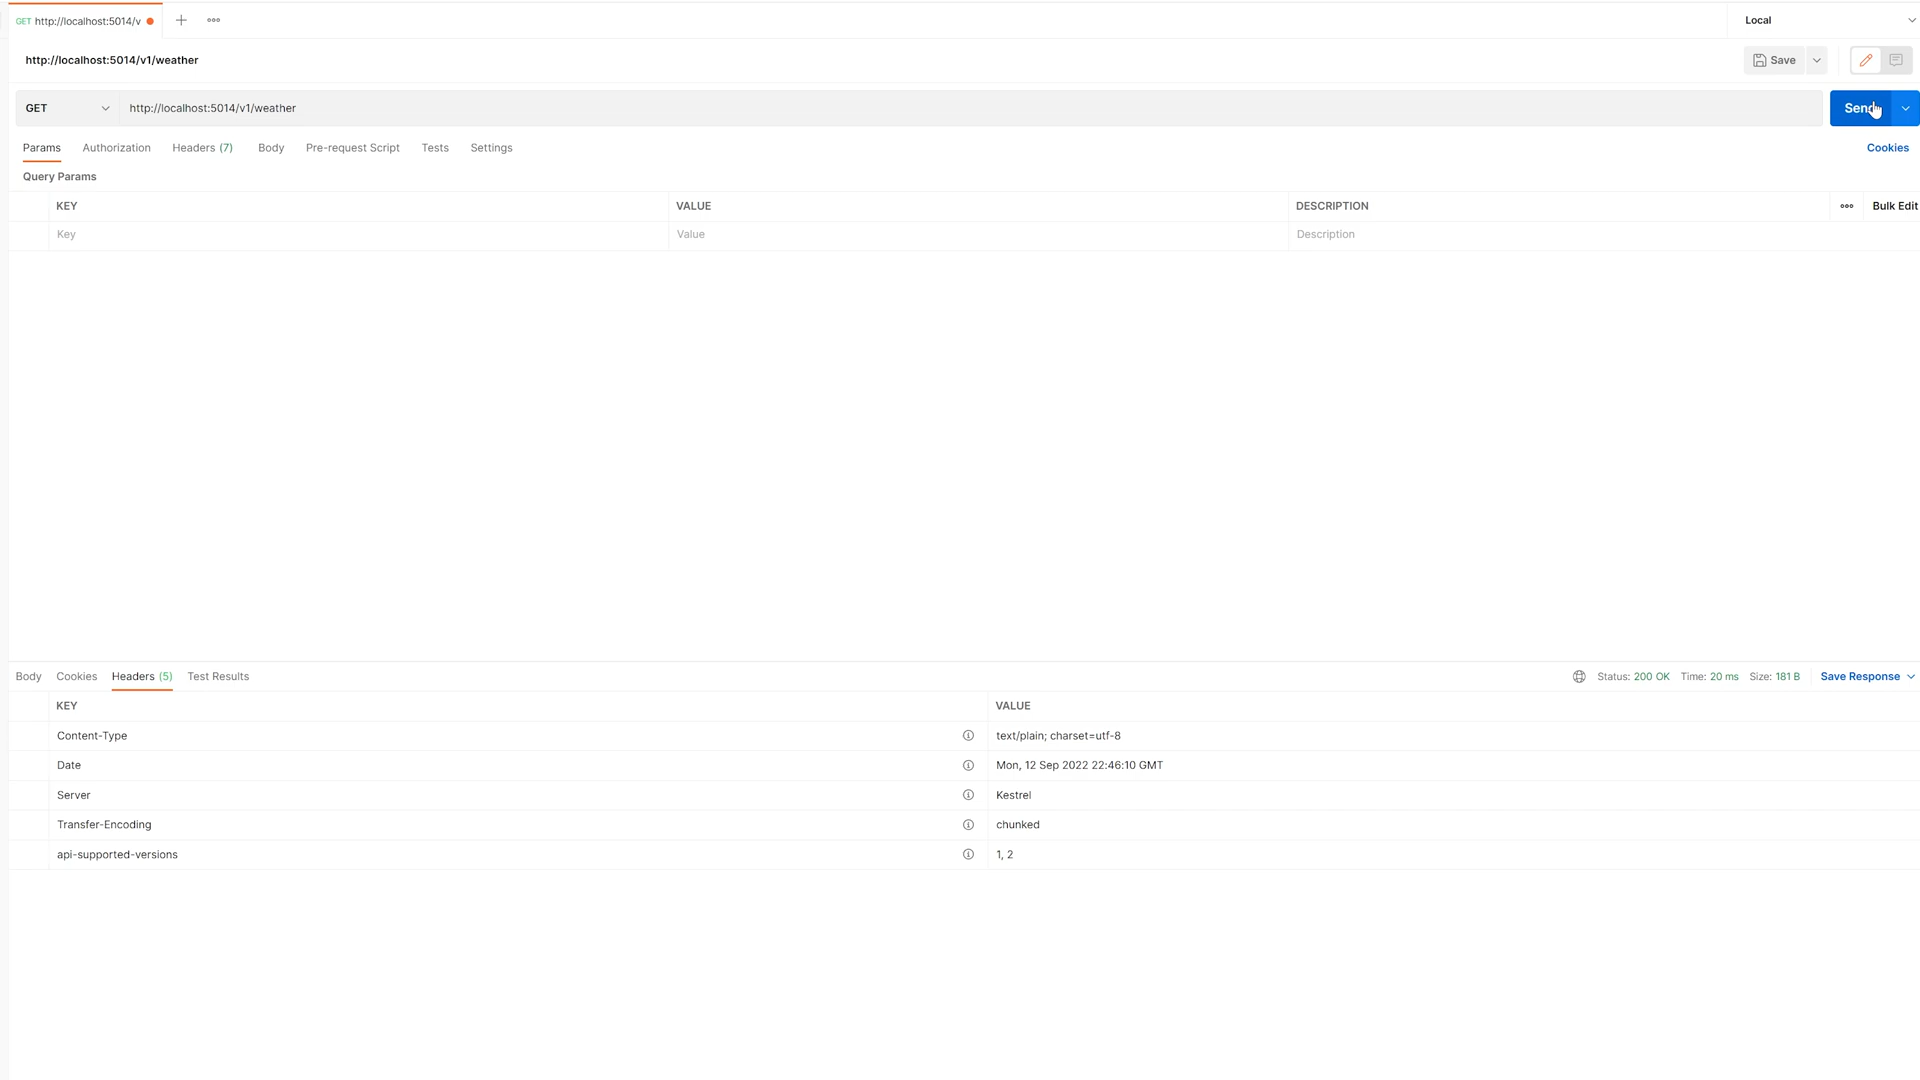 GET http://localhost:5014/v
Local
http://localhost:5014/v1/weather
Save
GET http://localhost:5014/v1/weather
Send
Params Authorization Headers (7) Body Pre-request Script Tests Settings Cookies
Query Params
KEY VALUE DESCRIPTION Bulk Edit
Key Value Description
Body Cookies Headers (5) Test Results Status: 200 OK Time: 20 ms Size: 181 B Save Response
KEY VALUE
Content-Type text/plain; charset=utf-8
Date Mon, 12 Sep 2022 22:46:10 GMT
Server Kestrel
Transfer-Encoding chunked
api-supported-versions 1, 2